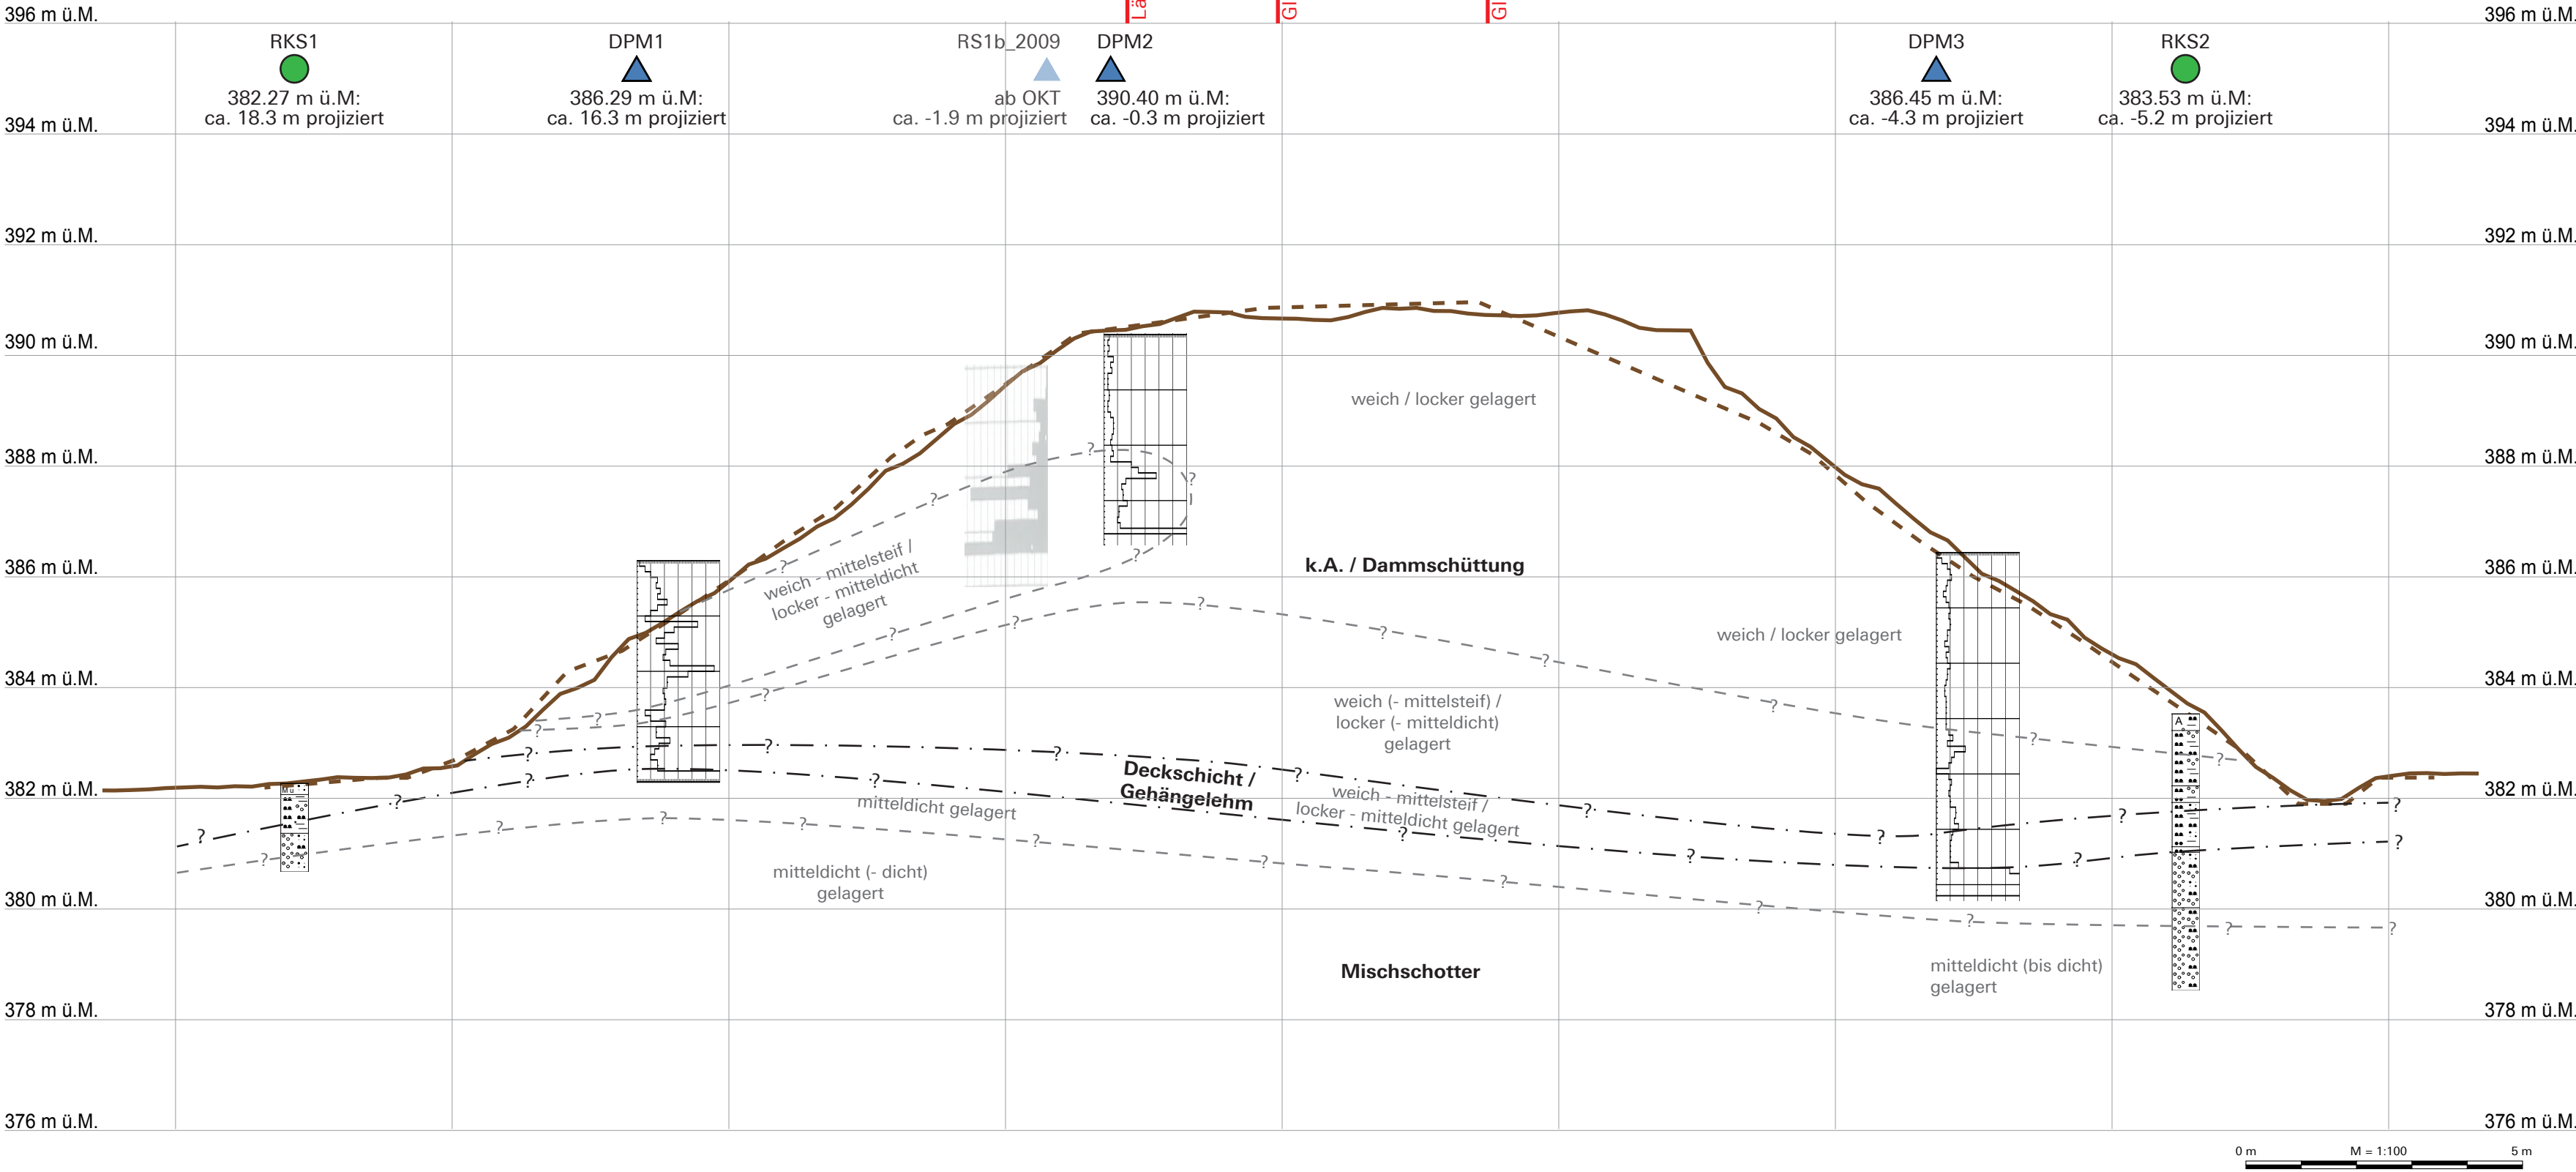 396 m ü.M.
Lä
Gl
Gl
396 m ü.M.
RKS1
382.27 m ü.M:
ca. 18.3 m projiziert
DPM1
386.29 m ü.M:
ca. 16.3 m projiziert
RS1b_2009
ab OKT
ca. -1.9 m projiziert
DPM2
390.40 m ü.M:
ca. -0.3 m projiziert
DPM3
386.45 m ü.M:
ca. -4.3 m projiziert
RKS2
383.53 m ü.M:
ca. -5.2 m projiziert
394 m ü.M.
394 m ü.M.
392 m ü.M.
392 m ü.M.
390 m ü.M.
390 m ü.M.
weich / locker gelagert
388 m ü.M.
388 m ü.M.
386 m ü.M.
386 m ü.M.
weich - mittelsteif /
locker - mitteldicht
gelagert
k.A. / Dammschüttung
weich / locker gelagert
384 m ü.M.
384 m ü.M.
weich (- mittelsteif) /
locker (- mitteldicht)
gelagert
A
Deckschicht /
Gehängelehm
382 m ü.M.
382 m ü.M.
Mu
mitteldicht gelagert
weich - mittelsteif /
locker - mitteldicht gelagert
mitteldicht (- dicht)
gelagert
380 m ü.M.
380 m ü.M.
Mischschotter
mitteldicht (bis dicht)
gelagert
378 m ü.M.
378 m ü.M.
376 m ü.M.
376 m ü.M.
0 m
M = 1:100
5 m